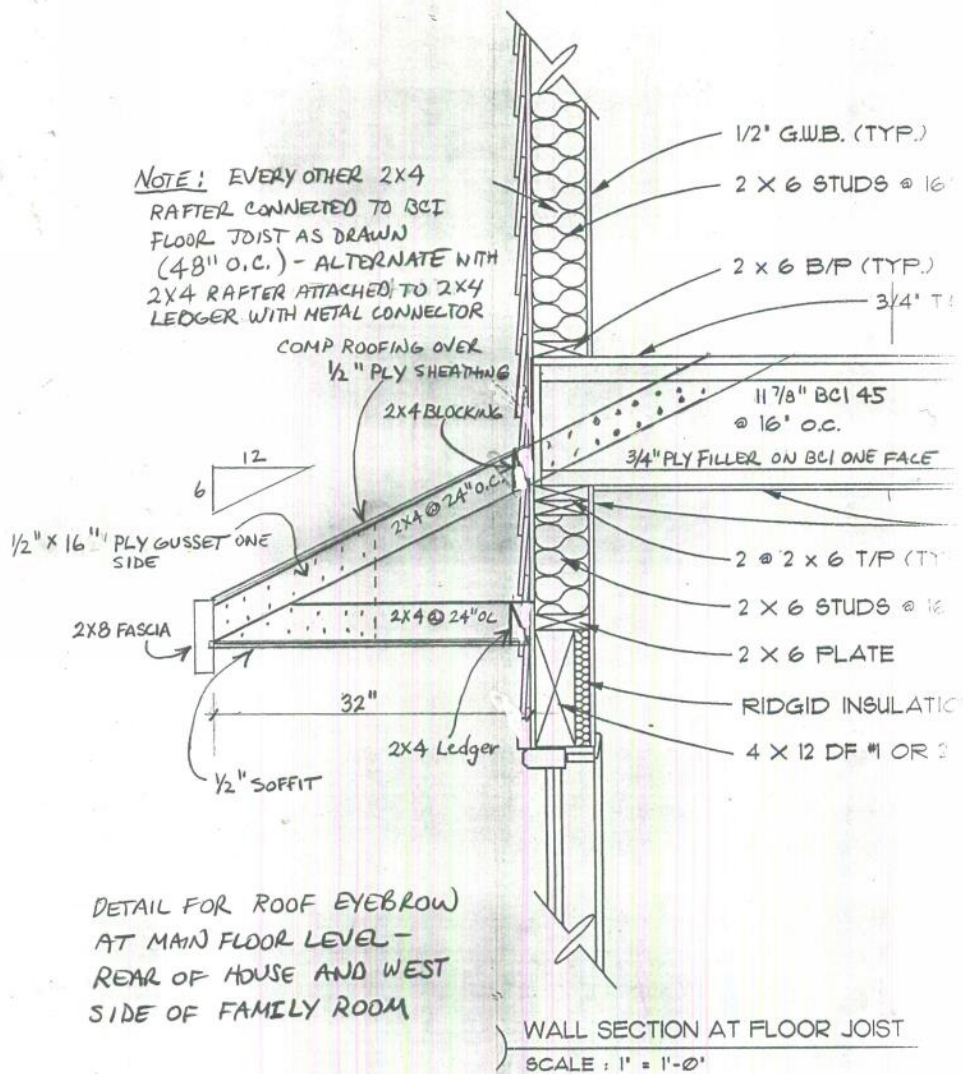 NOTE: EVERY OTHER 2X4
RAFTER CONNECTED TO BCI
FLOOR JOIST AS DRAWN
(48" O.C.) - ALTERNATE WITH
2X4 RAFTER ATTACHED TO 2X4
LEDGER WITH METAL CONNECTOR
COMP ROOFING OVER
1/2" PLY SHEATHING
2X4 BLOCKING
12
6
2X4 @ 24" O.C.
1/2" X 16" PLY GUSSET ONE
SIDE
2X8 FASCIA
2X4 @ 24" OC
32"
2X4 Ledger
1/2" SOFFIT
1/2" G.W.B. (TYP.)
2 X 6 STUDS @ 16"
2 x 6 B/P (TYP.)
3/4" T
11 7/8" BCI 45
@ 16" O.C.
3/4" PLY FILLER ON BCI ONE FACE
2 @ 2 x 6 T/P (TY
2 X 6 STUDS @ 16
2 X 6 PLATE
RIDGID INSULATIO
4 X 12 DF #1 OR
DETAIL FOR ROOF EYEBROW
AT MAIN FLOOR LEVEL -
REAR OF HOUSE AND WEST
SIDE OF FAMILY ROOM
WALL SECTION AT FLOOR JOIST
SCALE : 1" = 1'-0"